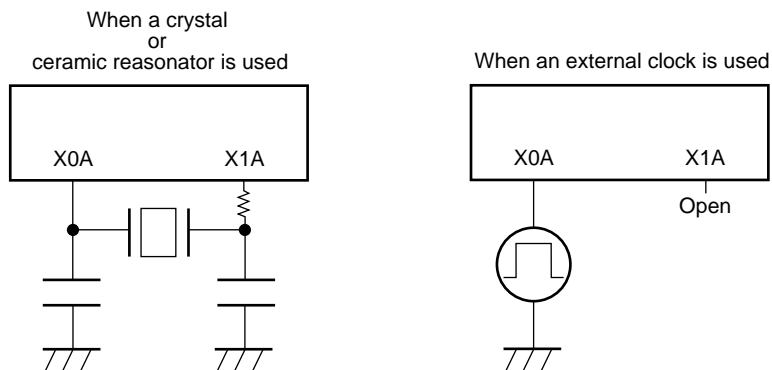 When a crystal
or
ceramic reasonator is used
X0A
X1A
When an external clock is used
X0A
X1A
Open